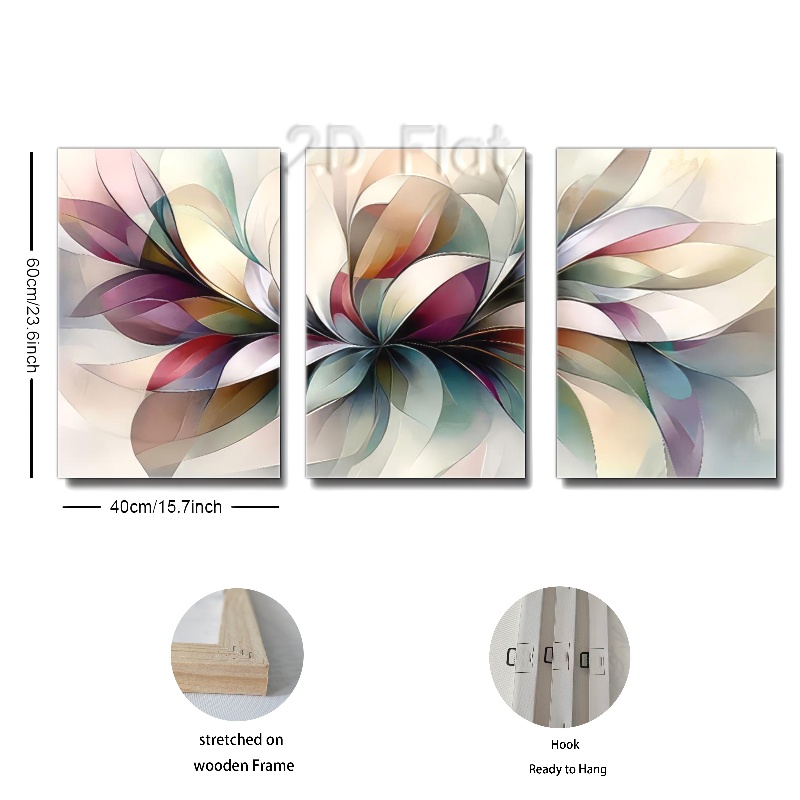 2D Flat
60cm/23.6inch
40cm/15.7inch
stretched on
wooden Frame
Hook
Ready to Hang